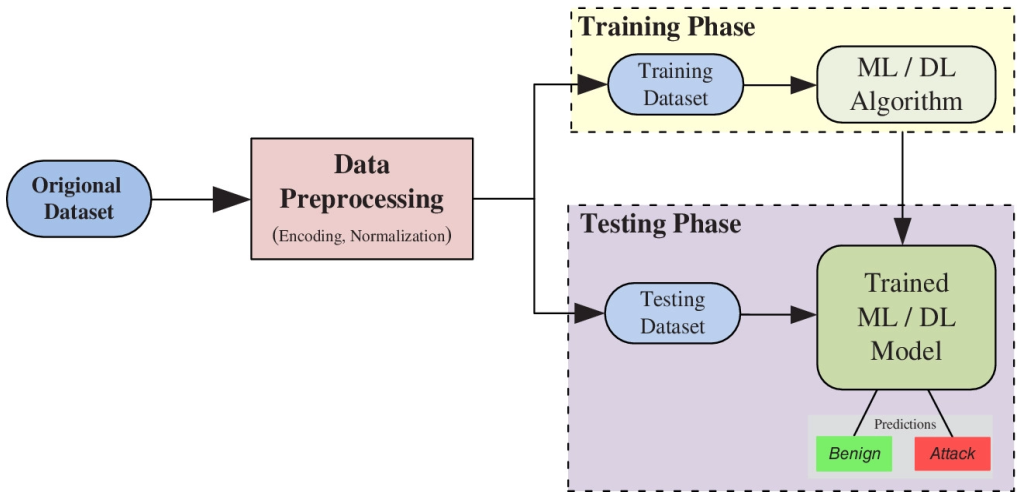 Origional
Dataset
Data
Preprocessing
(Encoding, Normalization)
Training Phase
Training
Dataset
ML / DL
Algorithm
Testing Phase
Testing
Dataset
Trained
ML / DL
Model
Predictions
Benign
Attack